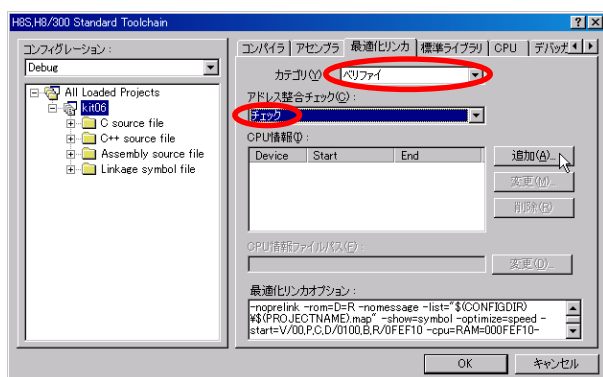 H8S,H8/300 Standard Toolchain
コンフィグレーション :
Debug
All Loaded Projects
kit06
C source file
C++ source file
Assembly source file
Linkage symbol file
コンパイラ アセンブラ 最適化リンカ 標準ライブラリ CPU デバッガ
カテゴリ(Y) : ベリファイ
アドレス整合チェック(C) :
チェック
CPU情報(I) :
Device Start End
追加(A)...
変更(M)...
削除(R)
CPU情報ファイルパス(F) :
変更(O)...
最適化リンカオプション :
-noprelink -rom=D=R -nomessage -list="$(CONFIGDIR)
¥$(PROJECTNAME).map" -show=symbol -optimize=speed -
start=V/00,P,C,D/0100,B,R/0FEF10 -cpu=RAM=000FEF10-
OK キャンセル